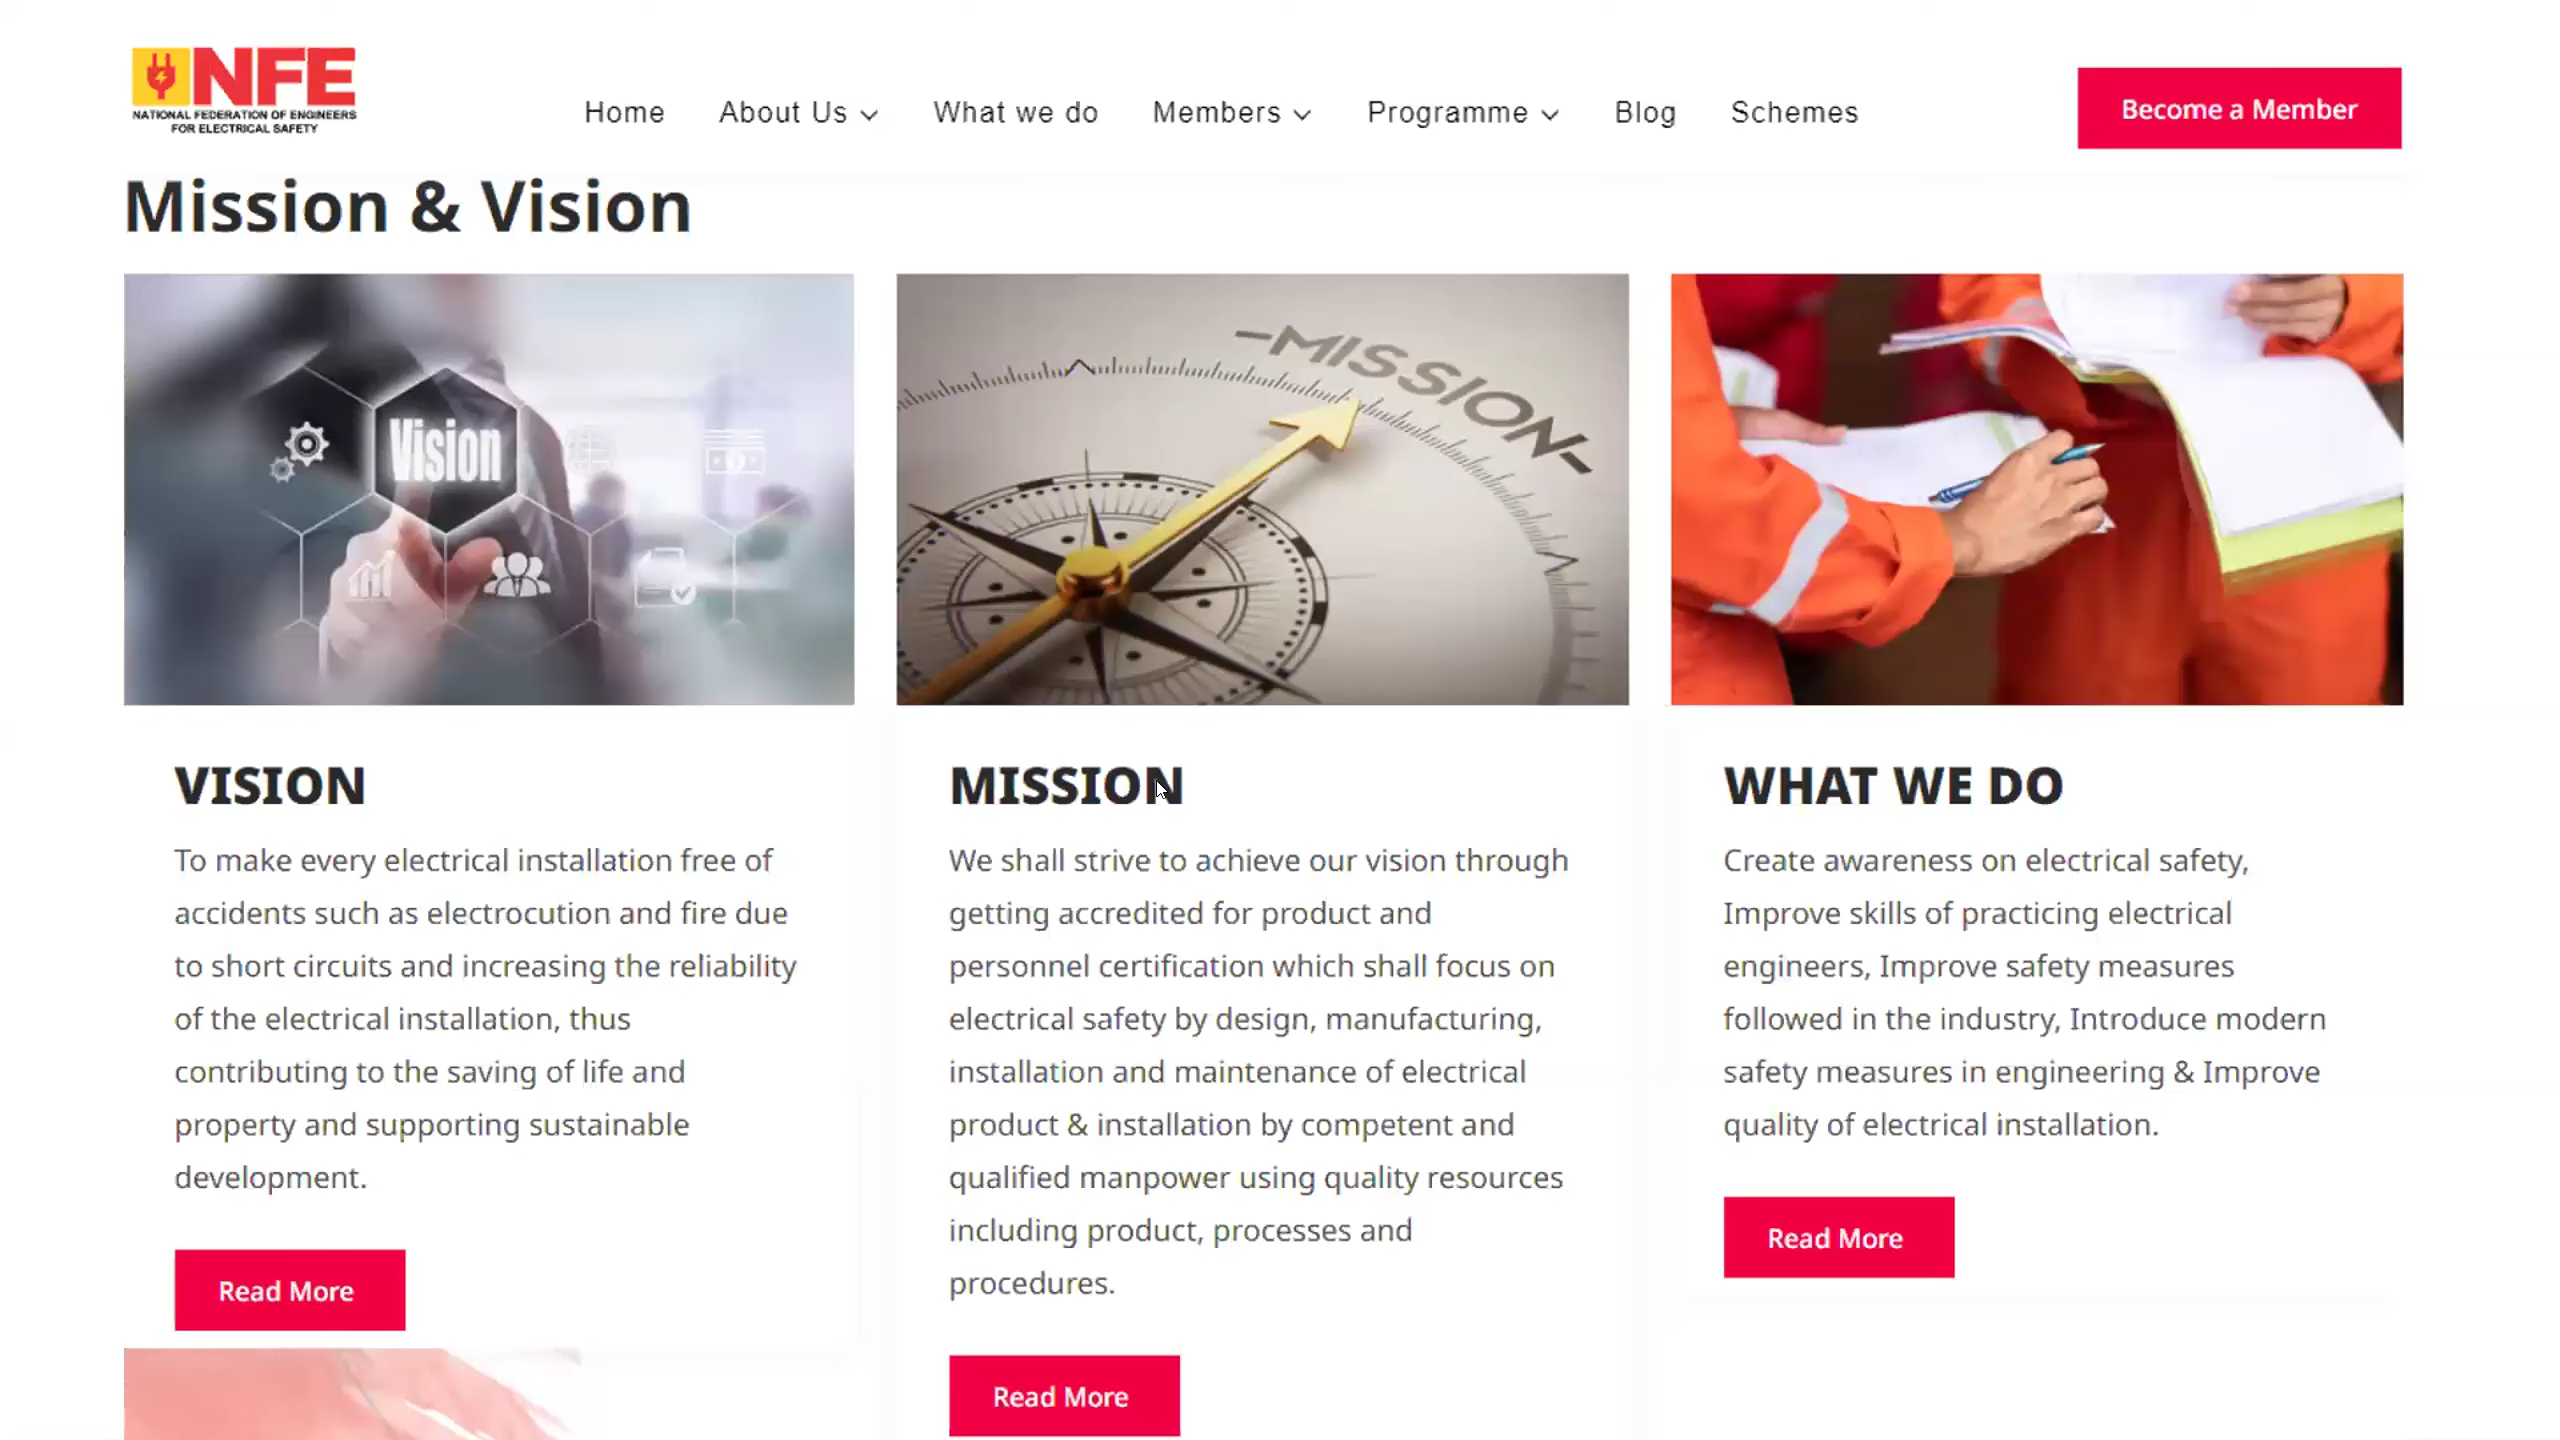 NFE
NATIONAL FEDERATION OF ENGINEERS
FOR ELECTRICAL SAFETY
Home
About Us
What we do
Members
Programme
Blog
Schemes
Become a Member
Mission & Vision
Vision
-MISSION-
VISION
To make every electrical installation free of
accidents such as electrocution and fire due
to short circuits and increasing the reliability
of the electrical installation, thus
contributing to the saving of life and
property and supporting sustainable
development.
Read More
MISSION
We shall strive to achieve our vision through
getting accredited for product and
personnel certification which shall focus on
electrical safety by design, manufacturing,
installation and maintenance of electrical
product & installation by competent and
qualified manpower using quality resources
including product, processes and
procedures.
Read More
WHAT WE DO
Create awareness on electrical safety,
Improve skills of practicing electrical
engineers, Improve safety measures
followed in the industry, Introduce modern
safety measures in engineering & Improve
quality of electrical installation.
Read More